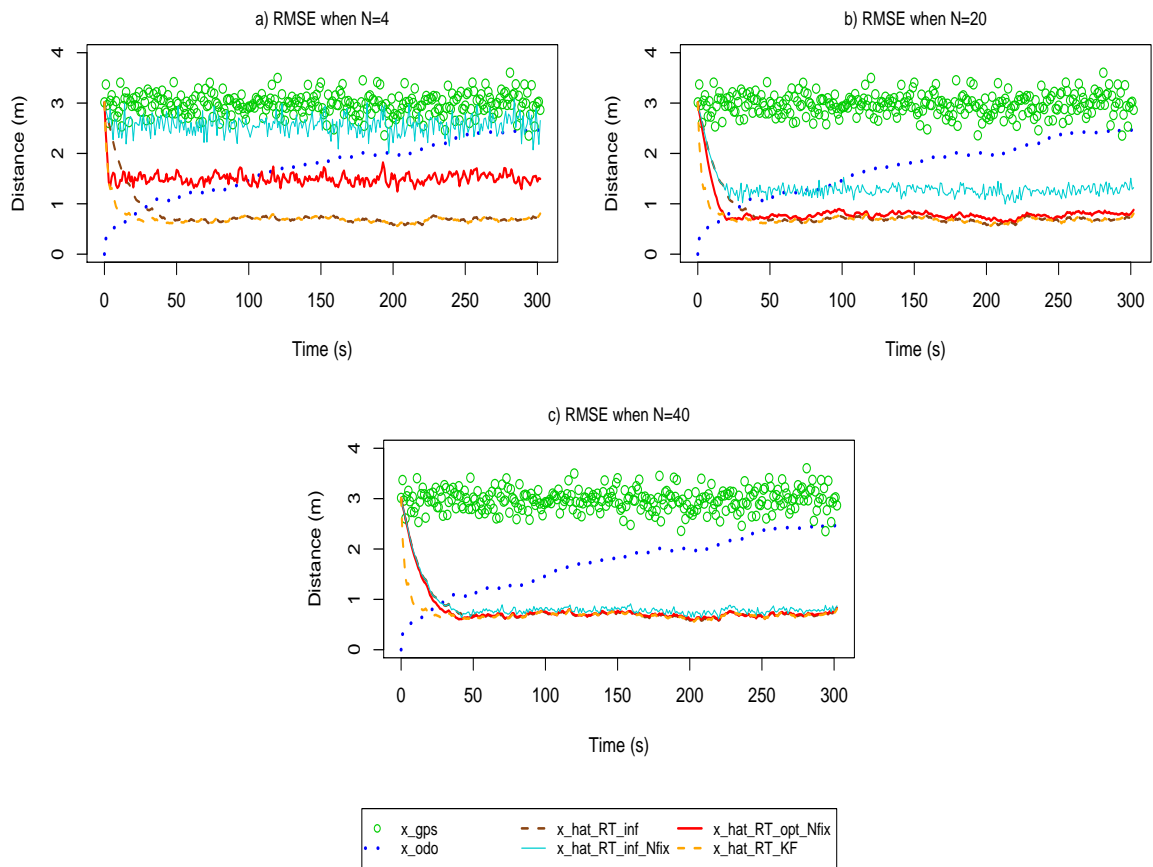 a) RMSE when N=4
Distance (m)
4
3
2
1
0
0 50 100 150 200 250 300
Time (s)
b) RMSE when N=20
Distance (m)
4
3
2
1
0
0 50 100 150 200 250 300
Time (s)
c) RMSE when N=40
Distance (m)
4
3
2
1
0
0 50 100 150 200 250 300
Time (s)
x_gps x_hat_RT_inf x_hat_RT_opt_Nfix
x_odo x_hat_RT_inf_Nfix x_hat_RT_KF